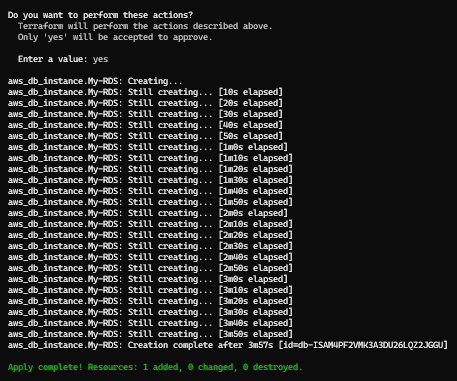 Do you want to perform these actions?
Terraform will perform the actions described above.
Only 'yes' will be accepted to approve.
Enter a value: yes
aws_db_instance.My-RDS: Creating...
aws_db_instance.My-RDS: Still creating... [10s elapsed]
aws_db_instance.My-RDS: Still creating... [20s elapsed]
aws_db_instance.My-RDS: Still creating... [30s elapsed]
aws_db_instance.My-RDS: Still creating... [40s elapsed]
aws_db_instance.My-RDS: Still creating... [50s elapsed]
aws_db_instance.My-RDS: Still creating... [1m0s elapsed]
aws_db_instance.My-RDS: Still creating... [1m10s elapsed]
aws_db_instance.My-RDS: Still creating... [1m20s elapsed]
aws_db_instance.My-RDS: Still creating... [1m30s elapsed]
aws_db_instance.My-RDS: Still creating... [1m40s elapsed]
aws_db_instance.My-RDS: Still creating... [1m50s elapsed]
aws_db_instance.My-RDS: Still creating... [2m0s elapsed]
aws_db_instance.My-RDS: Still creating... [2m10s elapsed]
aws_db_instance.My-RDS: Still creating... [2m20s elapsed]
aws_db_instance.My-RDS: Still creating... [2m30s elapsed]
aws_db_instance.My-RDS: Still creating... [2m40s elapsed]
aws_db_instance.My-RDS: Still creating... [2m50s elapsed]
aws_db_instance.My-RDS: Still creating... [3m0s elapsed]
aws_db_instance.My-RDS: Still creating... [3m10s elapsed]
aws_db_instance.My-RDS: Still creating... [3m20s elapsed]
aws_db_instance.My-RDS: Still creating... [3m30s elapsed]
aws_db_instance.My-RDS: Still creating... [3m40s elapsed]
aws_db_instance.My-RDS: Still creating... [3m50s elapsed]
aws_db_instance.My-RDS: Creation complete after 3m57s [id=db-ISAM4PF2VMK3A3DU26LQZ2JGGU]
Apply complete! Resources: 1 added, 0 changed, 0 destroyed.